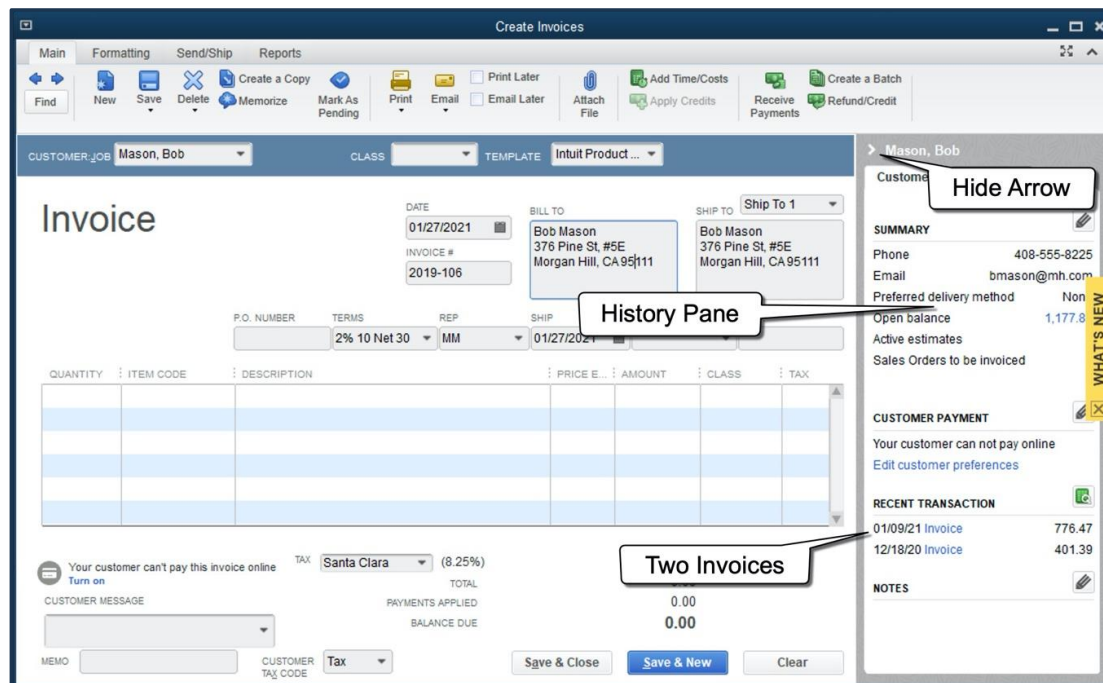 Create Invoices
Main Formatting Send/Ship Reports
Find
New
Save
Delete
Create a Copy
Memorize
Mark As
Pending
Print
Email
Print Later
Email Later
Attach
File
Add Time/Costs
Apply Credits
Receive
Payments
Create a Batch
Refund/Credit
CUSTOMER:JOB Mason, Bob
CLASS
TEMPLATE Intuit Product ...
Mason, Bob
Hide Arrow
Invoice
DATE
01/27/2021
INVOICE #
2019-106
BILL TO
Bob Mason
376 Pine St, #5E
Morgan Hill, CA 95111
SHIP TO Ship To 1
Bob Mason
376 Pine St, #5E
Morgan Hill, CA 95111
P.O. NUMBER
TERMS
2% 10 Net 30
REP
MM
SHIP
01/27/2021
History Pane
QUANTITY ITEM CODE DESCRIPTION PRICE E... AMOUNT CLASS TAX
SUMMARY
Phone 408-555-8225
Email bmason@mh.com
Preferred delivery method
Open balance
Active estimates
Sales Orders to be invoiced
WHAT'S NEW
CUSTOMER PAYMENT
Your customer can not pay online
Edit customer preferences
RECENT TRANSACTION
01/09/21 Invoice 776.47
12/18/20 Invoice 401.39
NOTES
Two Invoices
Your customer can't pay this invoice online
Turn on
TAX Santa Clara (8.25%)
TOTAL
PAYMENTS APPLIED 0.00
BALANCE DUE 0.00
CUSTOMER MESSAGE
MEMO
CUSTOMER
TAX CODE
Tax
Save & Close
Save & New
Clear